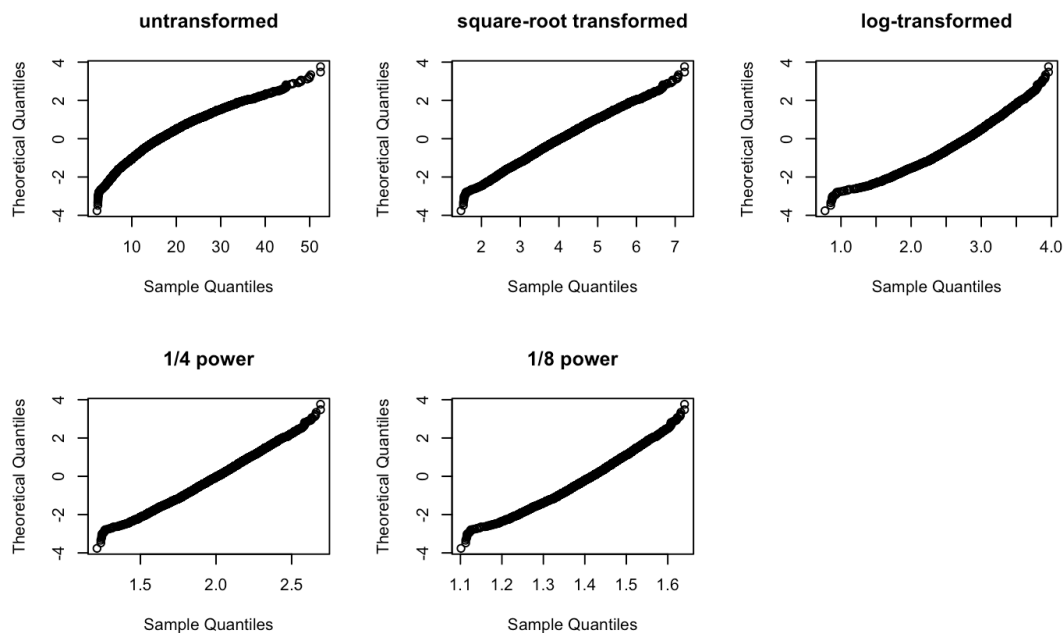 untransformed
square-root transformed
log-transformed
Theoretical Quantiles
4
2
0
-2
-4
10 20 30 40 50
Sample Quantiles
Theoretical Quantiles
4
2
0
-2
-4
2 3 4 5 6 7
Sample Quantiles
Theoretical Quantiles
4
2
0
-2
-4
1.0 2.0 3.0 4.0
Sample Quantiles
1/4 power
1/8 power
Theoretical Quantiles
4
2
0
-2
-4
1.5 2.0 2.5
Sample Quantiles
Theoretical Quantiles
4
2
0
-2
-4
1.1 1.2 1.3 1.4 1.5 1.6
Sample Quantiles